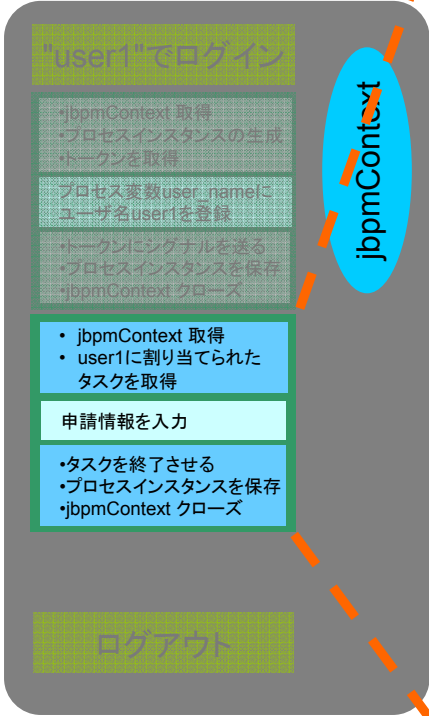 "user1"でログイン
•jbpmContext 取得
•プロセスインスタンスの生成
•トークンを取得
プロセス変数user_nameに
ユーザ名user1を登録
•トークンにシグナルを送る
•プロセスインスタンスを保存
•jbpmContext クローズ
• jbpmContext 取得
• user1に割り当てられた
タスクを取得
申請情報を入力
•タスクを終了させる
•プロセスインスタンスを保存
•jbpmContext クローズ
ログアウト
jbpmContext